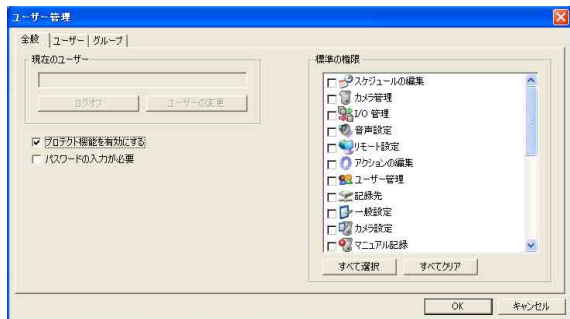 ユーザー管理
全般 ユーザー グループ
現在のユーザー
ログオフ ユーザーの変更
プロテクト機能を有効にする
パスワードの入力が必要
標準の権限
スケジュールの編集
カメラ管理
I/O 管理
音声設定
リモート設定
アクションの編集
ユーザー管理
記録先
一般設定
カメラ設定
マニュアル記録
すべて選択 すべてクリア
OK キャンセル